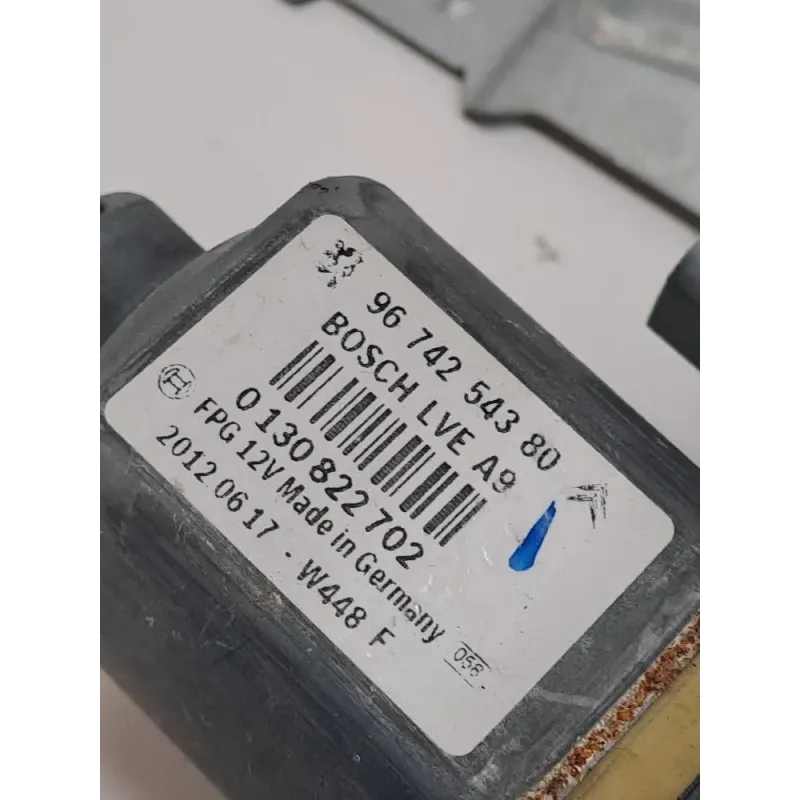 96 742 543 80
BOSCH LVE A9
0 130 822 702
FPG 12V Made in Germany
2012 06 17 - W448 F
058